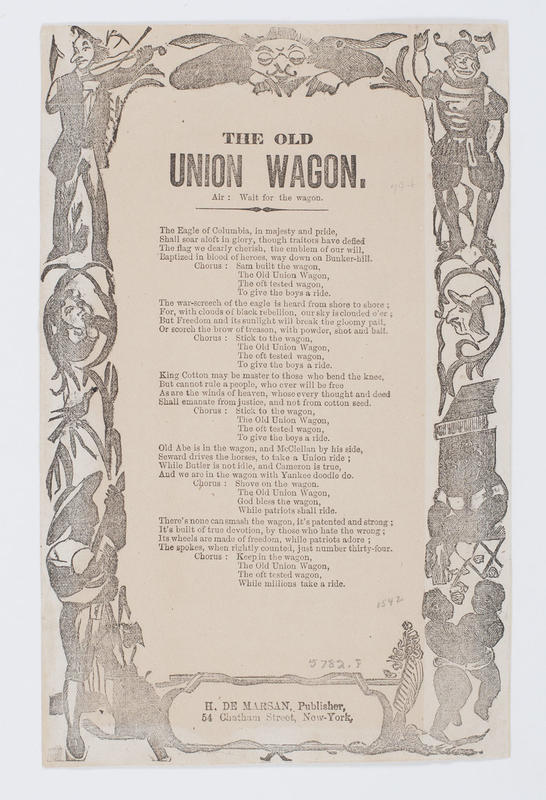 THE OLD
UNION WAGON.
Air : Wait for the wagon.
The Eagle of Columbia, in majesty and pride,
Shall soar aloft in glory, though traitors have defied
The flag we dearly cherish, the emblem of our will,
Baptized in blood of heroes, way down on Bunker-hill.
Chorus : Sam built the wagon,
The Old Union Wagon,
The oft tested wagon,
To give the boys a ride.
The war-screech of the eagle is heard from shore to shore ;
For, with clouds of black rebellion, our sky is clouded o'er ;
But Freedom and its sunlight will break the gloomy pall,
Or scorch the brow of treason, with powder, shot and ball.
Chorus : Stick to the wagon,
The Old Union Wagon,
The oft tested wagon,
To give the boys a ride.
King Cotton may be master to those who bend the knee,
But cannot rule a people, who ever will be free
As are the winds of heaven, whose every thought and deed
Shall emanate from justice, and not from cotton seed.
Chorus : Stick to the wagon,
The Old Union Wagon,
The oft tested wagon,
To give the boys a ride.
Old Abe is in the wagon, and McClellan by his side,
Seward drives the horses, to take a Union ride ;
While Butler is not idle, and Cameron is true,
And we are in the wagon with Yankee doodle do.
Chorus : Shove on the wagon.
The Old Union Wagon,
God bless the wagon,
While patriots shall ride.
There's none can smash the wagon, it's patented and strong ;
It's built of true devotion, by those who hate the wrong ;
Its wheels are made of freedom, while patriots adore ;
The spokes, when rightly counted, just number thirty-four.
Chorus : Keep in the wagon,
The Old Union Wagon,
The oft tested wagon,
While millions take a ride.
1542
5782.F
H. DE MARSAN, Publisher,
54 Chatham Street, New-York,